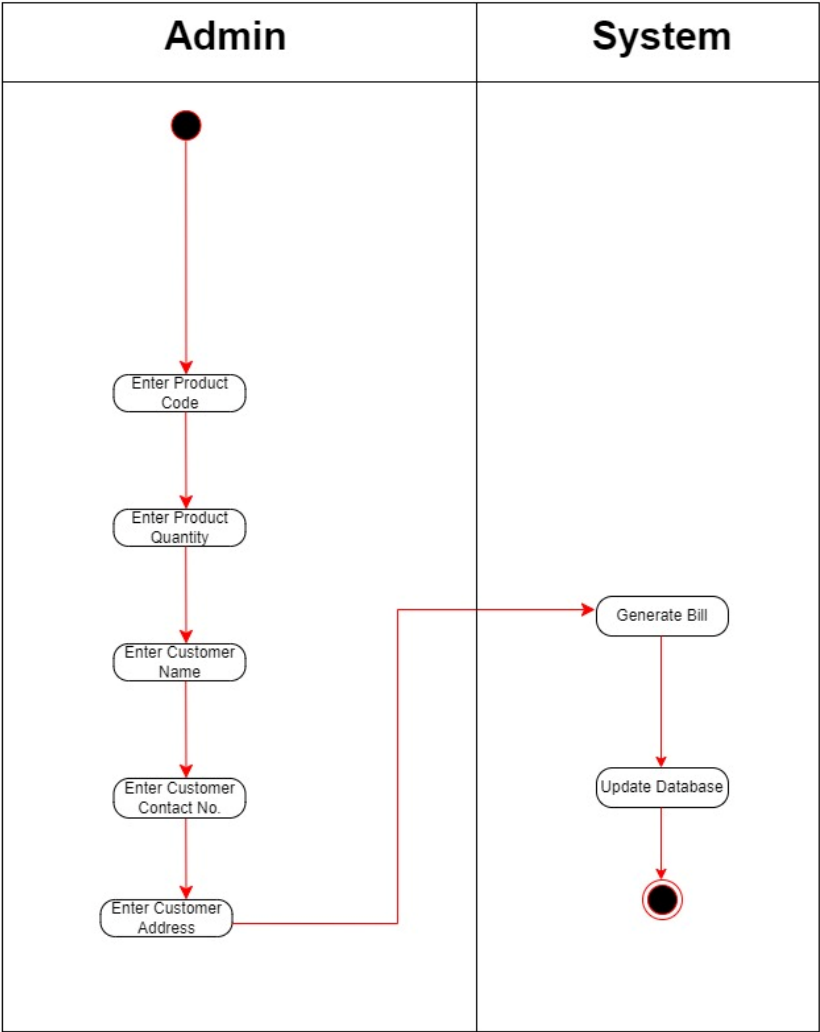 Admin
System
Enter Product
Code
Enter Product
Quantity
Enter Customer
Name
Enter Customer
Contact No.
Enter Customer
Address
Generate Bill
Update Database